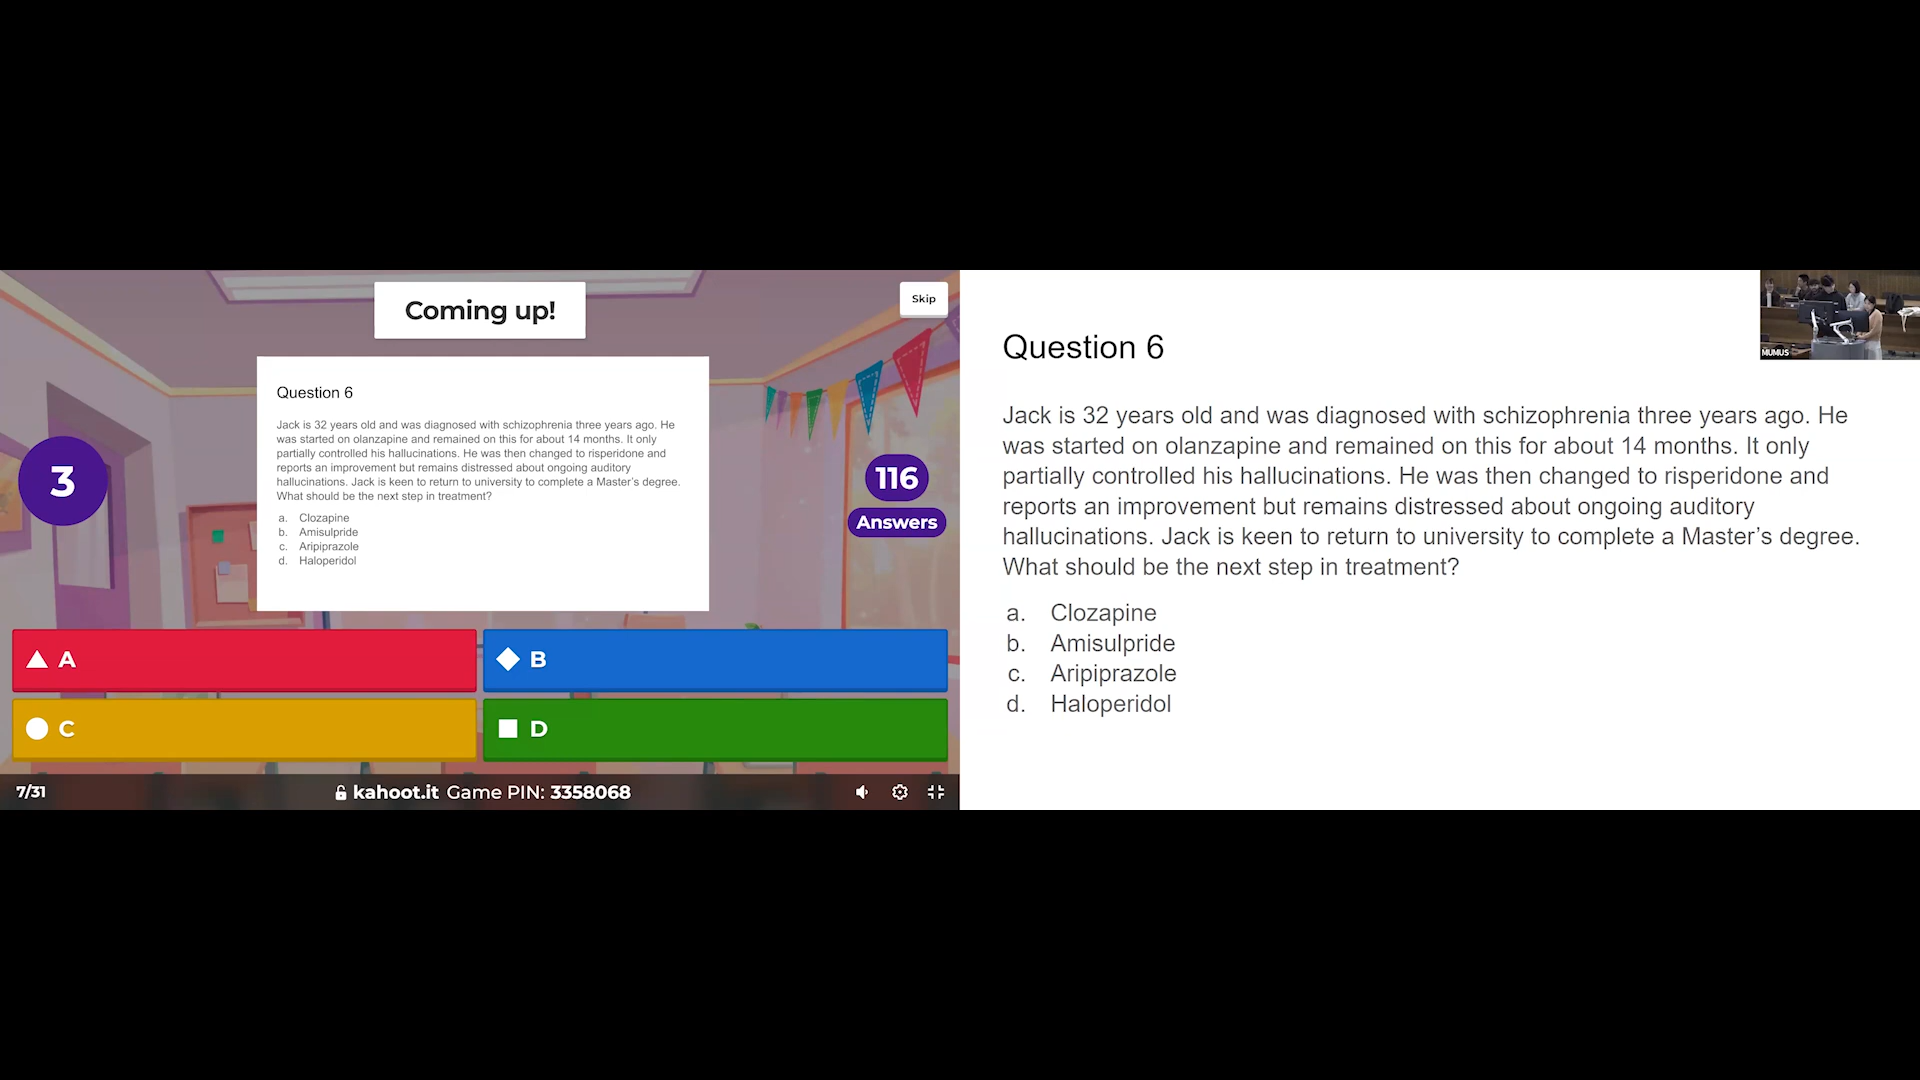 Coming up!
Skip
Question 6
Jack is 32 years old and was diagnosed with schizophrenia three years ago. He
was started on olanzapine and remained on this for about 14 months. It only
partially controlled his hallucinations. He was then changed to risperidone and
reports an improvement but remains distressed about ongoing auditory
hallucinations. Jack is keen to return to university to complete a Master's degree.
What should be the next step in treatment?
a. Clozapine
b. Amisulpride
c. Aripiprazole
d. Haloperidol
3
116
Answers
A
B
C
D
7/31
kahoot.it Game PIN: 3358068
Question 6
Jack is 32 years old and was diagnosed with schizophrenia three years ago. He
was started on olanzapine and remained on this for about 14 months. It only
partially controlled his hallucinations. He was then changed to risperidone and
reports an improvement but remains distressed about ongoing auditory
hallucinations. Jack is keen to return to university to complete a Master’s degree.
What should be the next step in treatment?
a. Clozapine
b. Amisulpride
c. Aripiprazole
d. Haloperidol
MUMUS